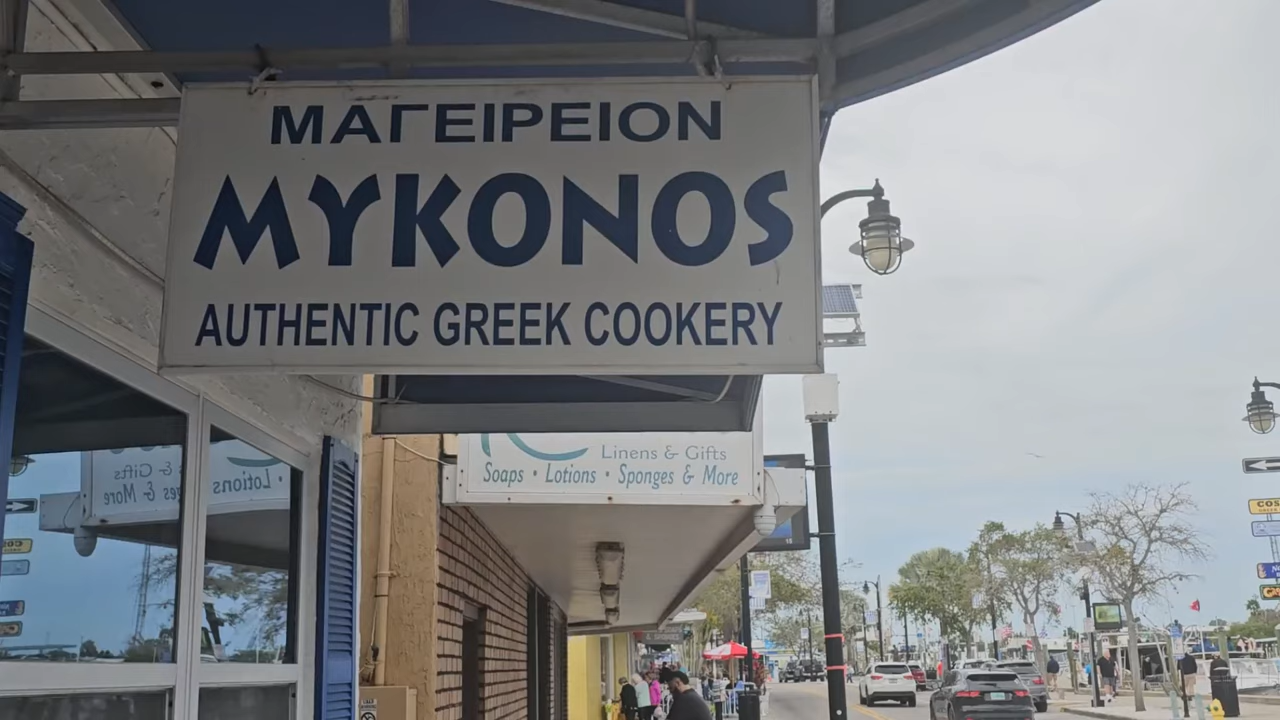 ΜΑΓΕΙΡΕΙΟΝ
MYKONOS
AUTHENTIC GREEK COOKERY
Linens & Gifts
Soaps • Lotions • Sponges & More